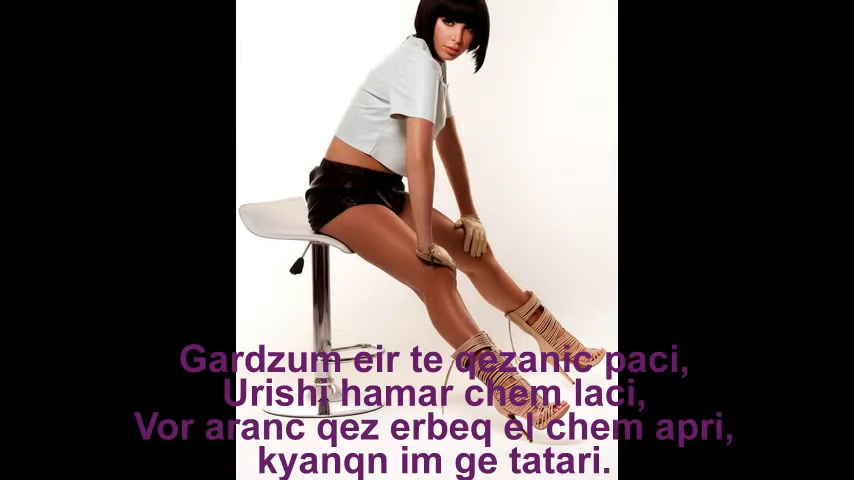 Gardzum eir te qezanic paci,
Urishi hamar chem laci,
Vor aranc qez erbeq el chem apri,
kyanqn im ge tatari.